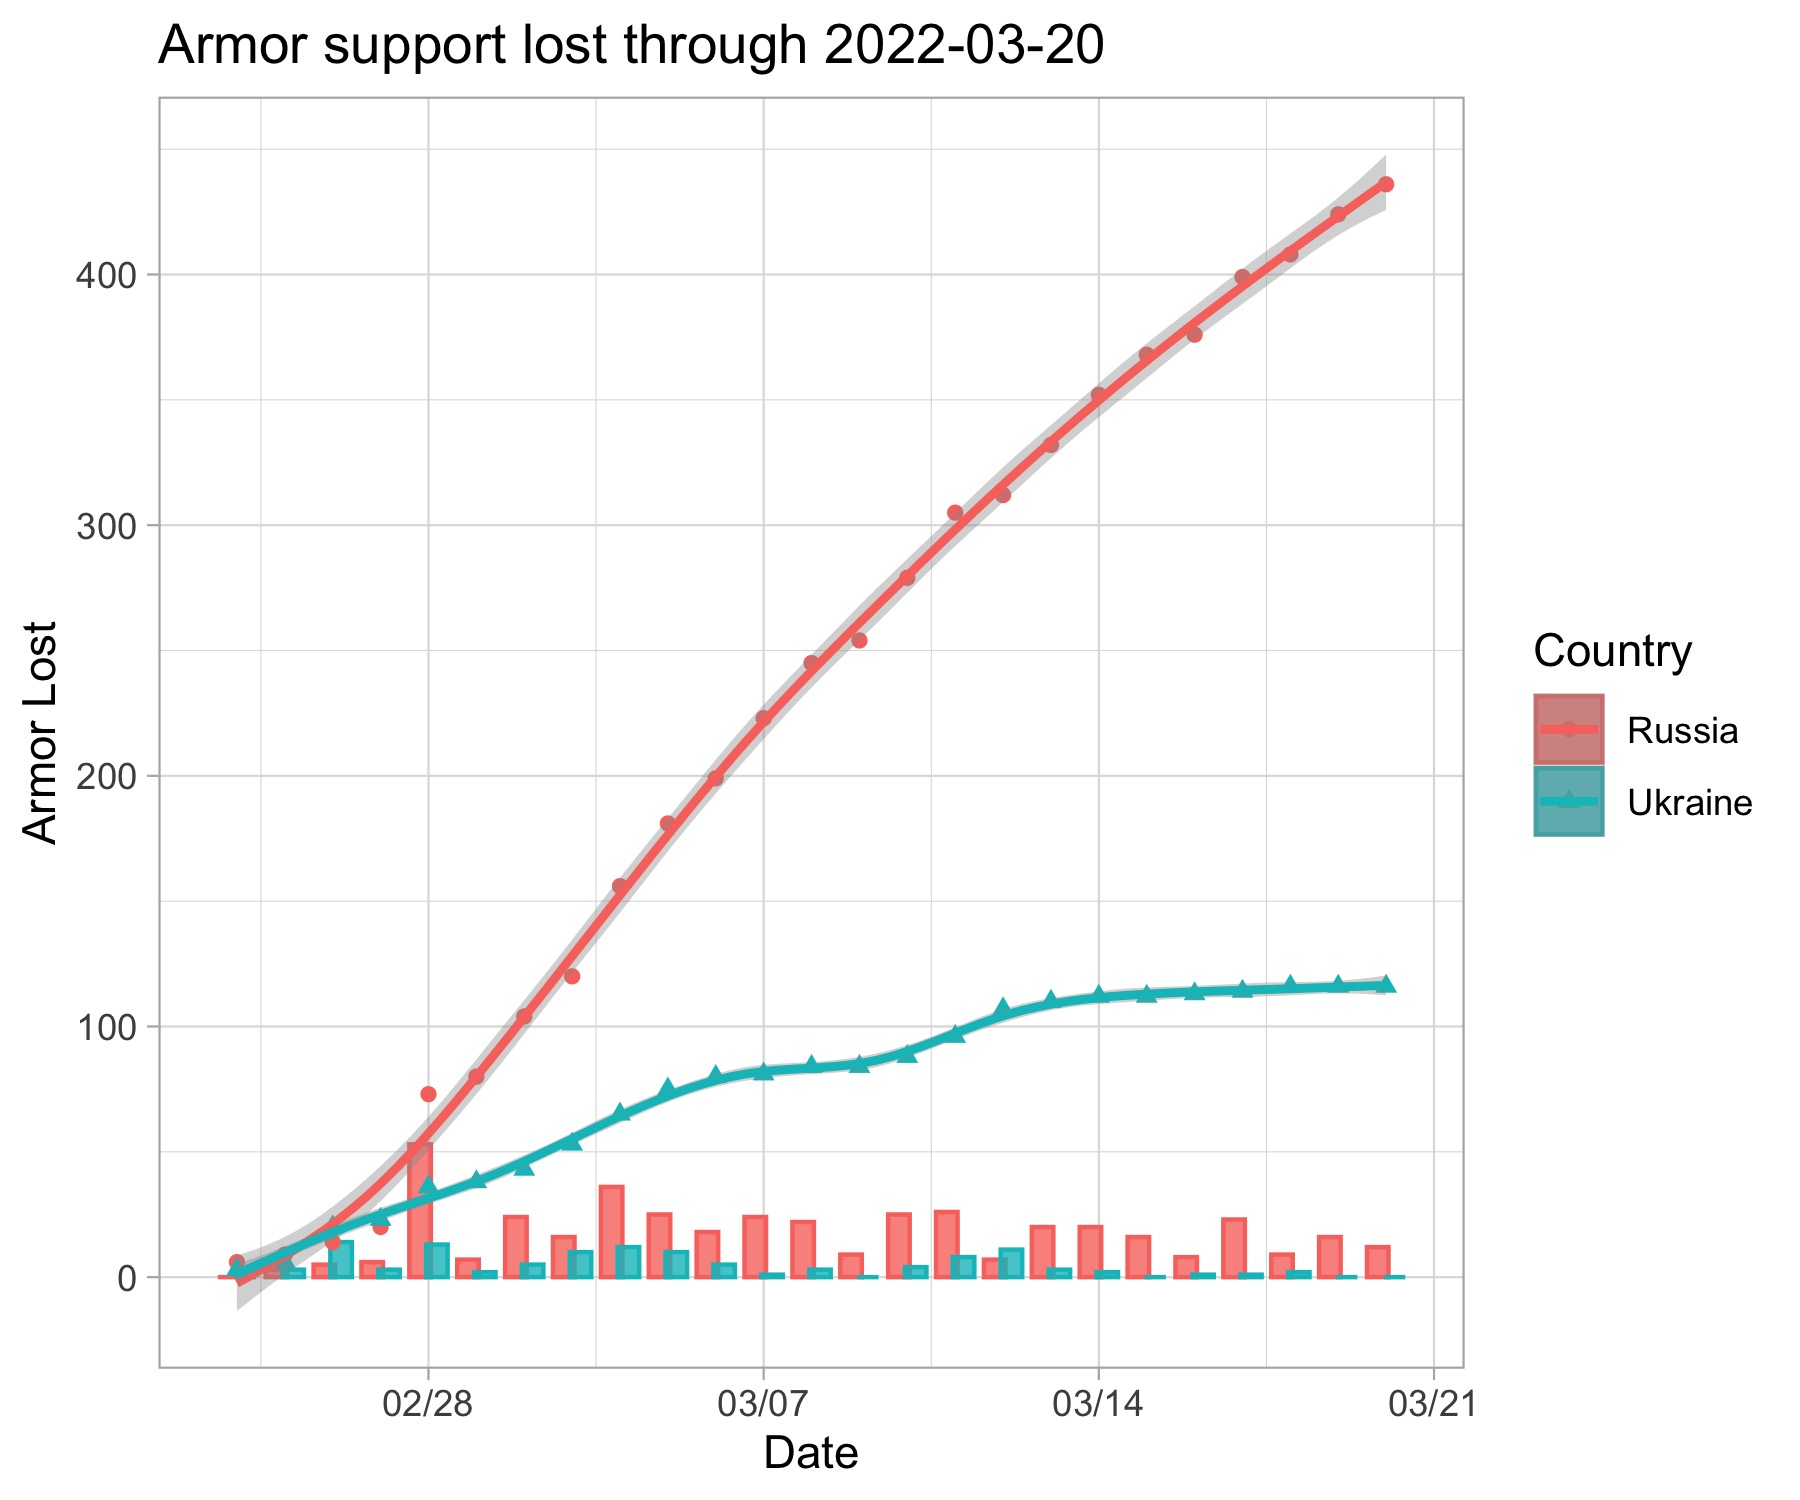 Armor support lost through 2022-03-20
Armor Lost
400
300
200
100
0
02/28
03/07
03/14
03/21
Date
Country
Russia
Ukraine